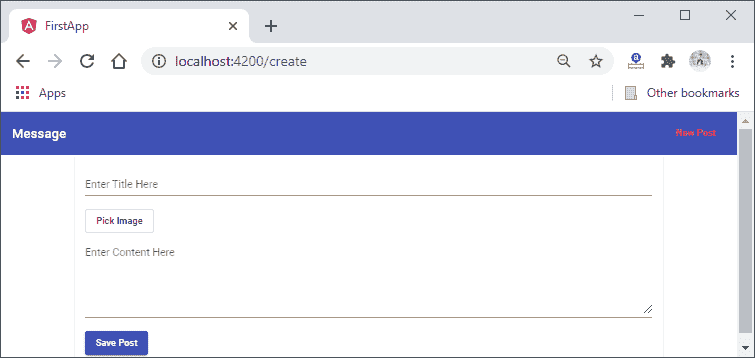 FirstApp
localhost:4200/create
Apps
Other bookmarks
Message
New Post
Enter Title Here
Pick Image
Enter Content Here
Save Post